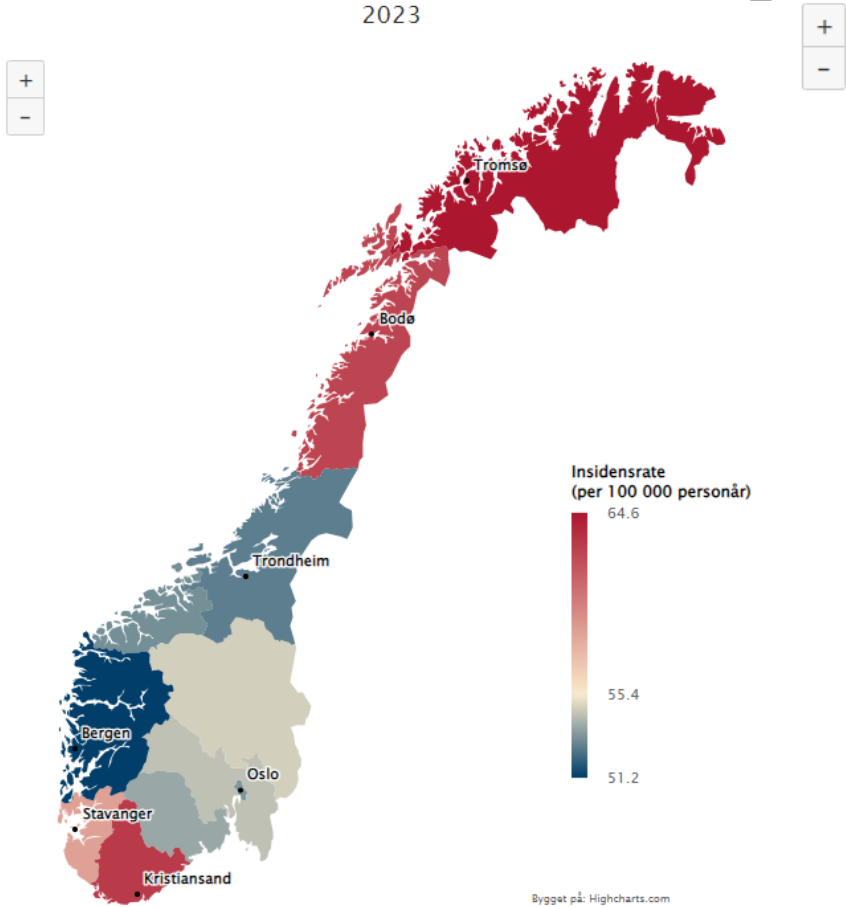 2023
+
−
+
−
Tromsø
Bodø
Insidensrate
(per 100 000 personår)
64.6
55.4
51.2
Trondheim
Bergen
Oslo
Stavanger
Kristiansand
Bygget på: Highcharts.com